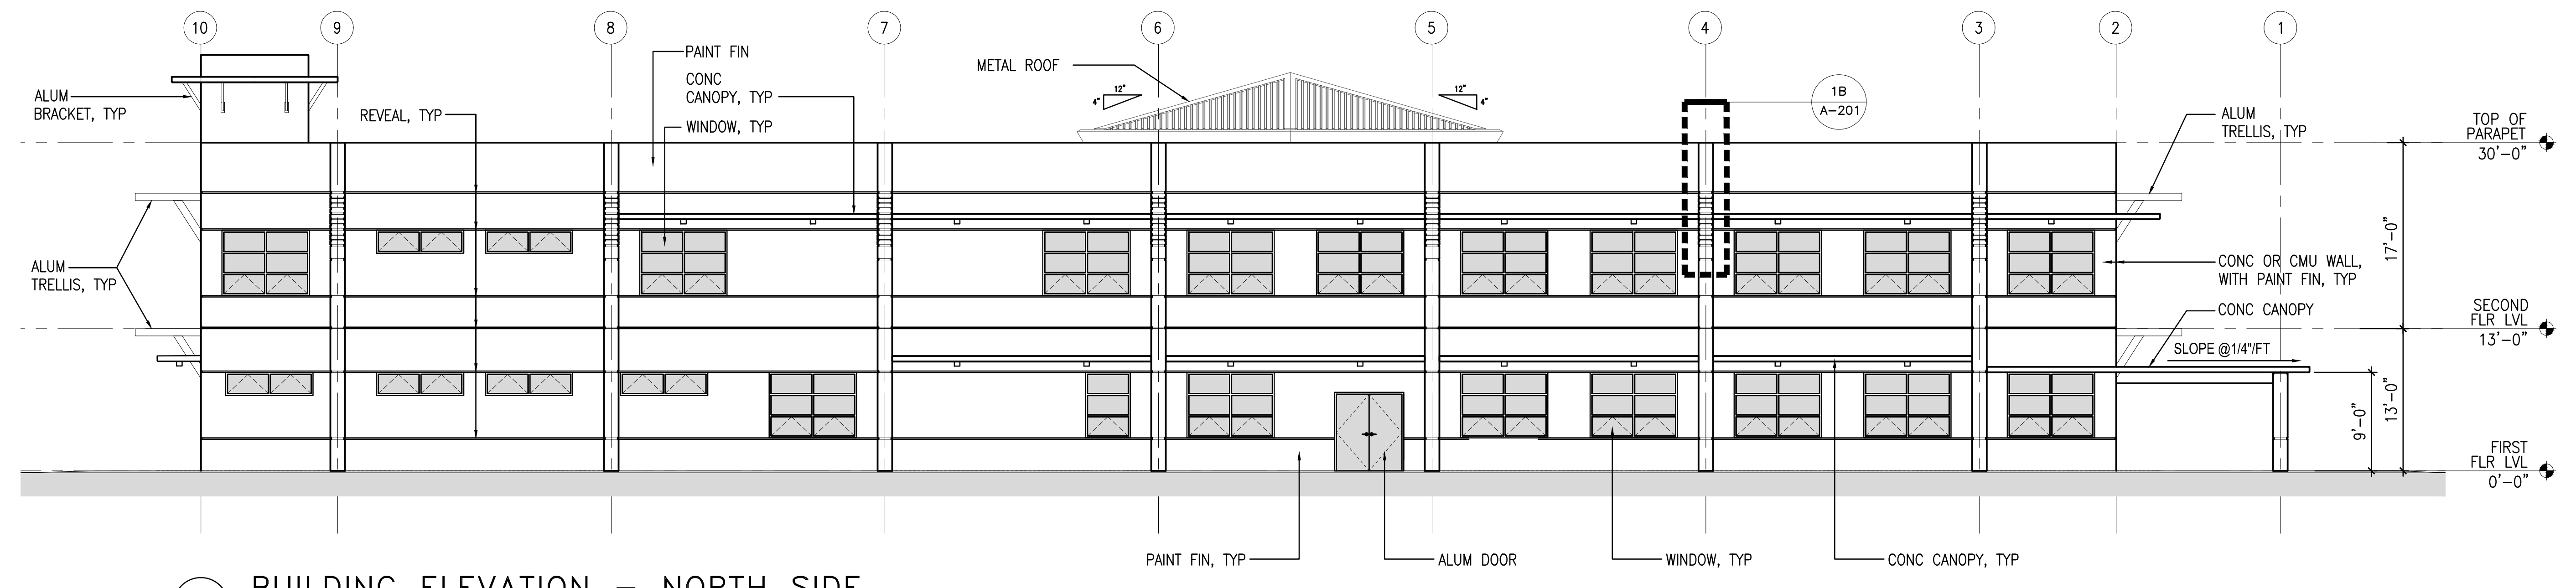 10
9
8
7
6
5
4
3
2
1
PAINT FIN
CONC
CANOPY, TYP
WINDOW, TYP
METAL ROOF
12"
4"
12"
4"
1B
A-201
ALUM
BRACKET, TYP
REVEAL, TYP
ALUM
TRELLIS, TYP
TOP OF
PARAPET
30'-0"
17'-0"
ALUM
TRELLIS, TYP
CONC OR CMU WALL,
WITH PAINT FIN, TYP
CONC CANOPY
SECOND
FLR LVL
13'-0"
SLOPE @1/4"/FT
9'-0"
13'-0"
FIRST
FLR LVL
0'-0"
PAINT FIN, TYP
ALUM DOOR
WINDOW, TYP
CONC CANOPY, TYP
BUILDING ELEVATION - NORTH SIDE